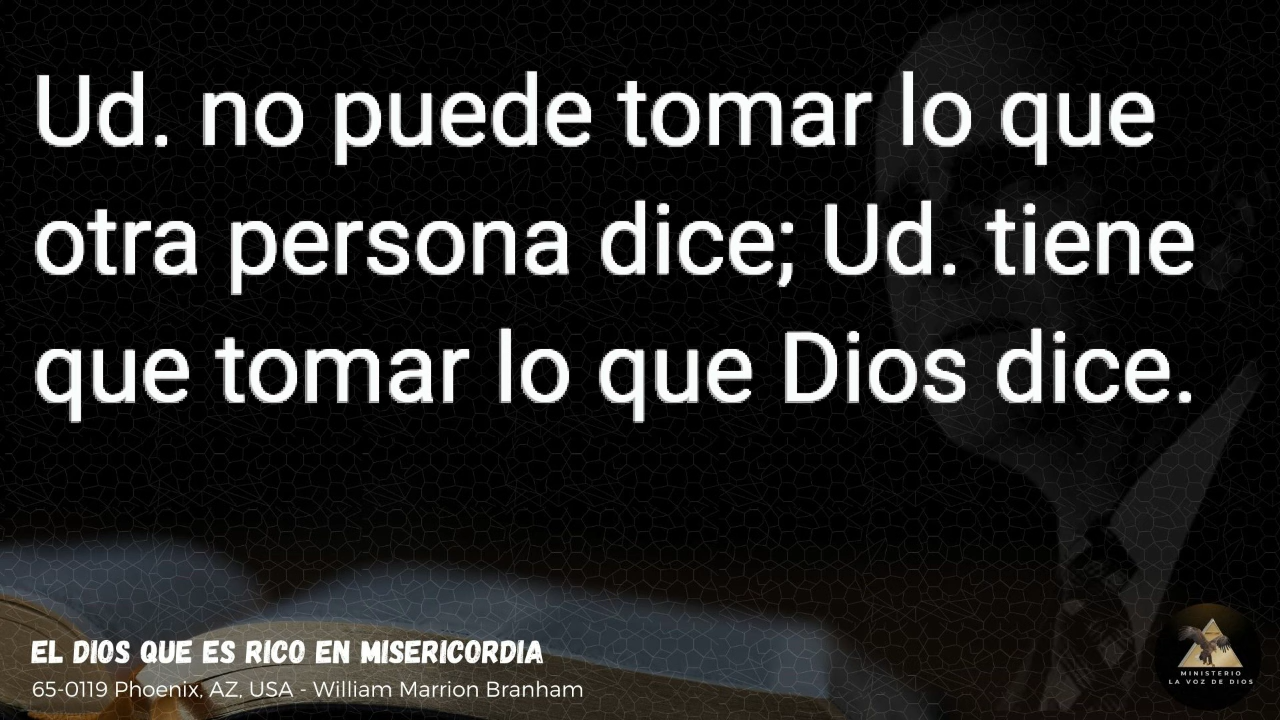 Ud. no puede tomar lo que
otra persona dice; Ud. tiene
que tomar lo que Dios dice.
EL DIOS QUE ES RICO EN MISERICORDIA
65-0119 Phoenix, AZ, USA - William Marrion Branham
MINISTERIO
LA VOZ DE DIOS